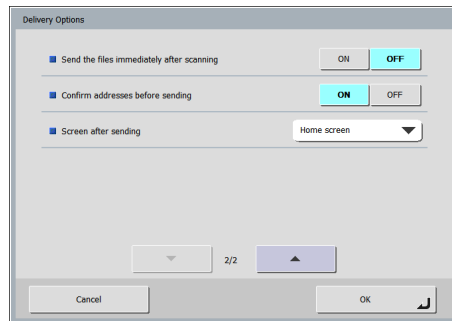 Delivery Options
Send the files immediately after scanning ON OFF
Confirm addresses before sending ON OFF
Screen after sending Home screen
2/2
Cancel OK